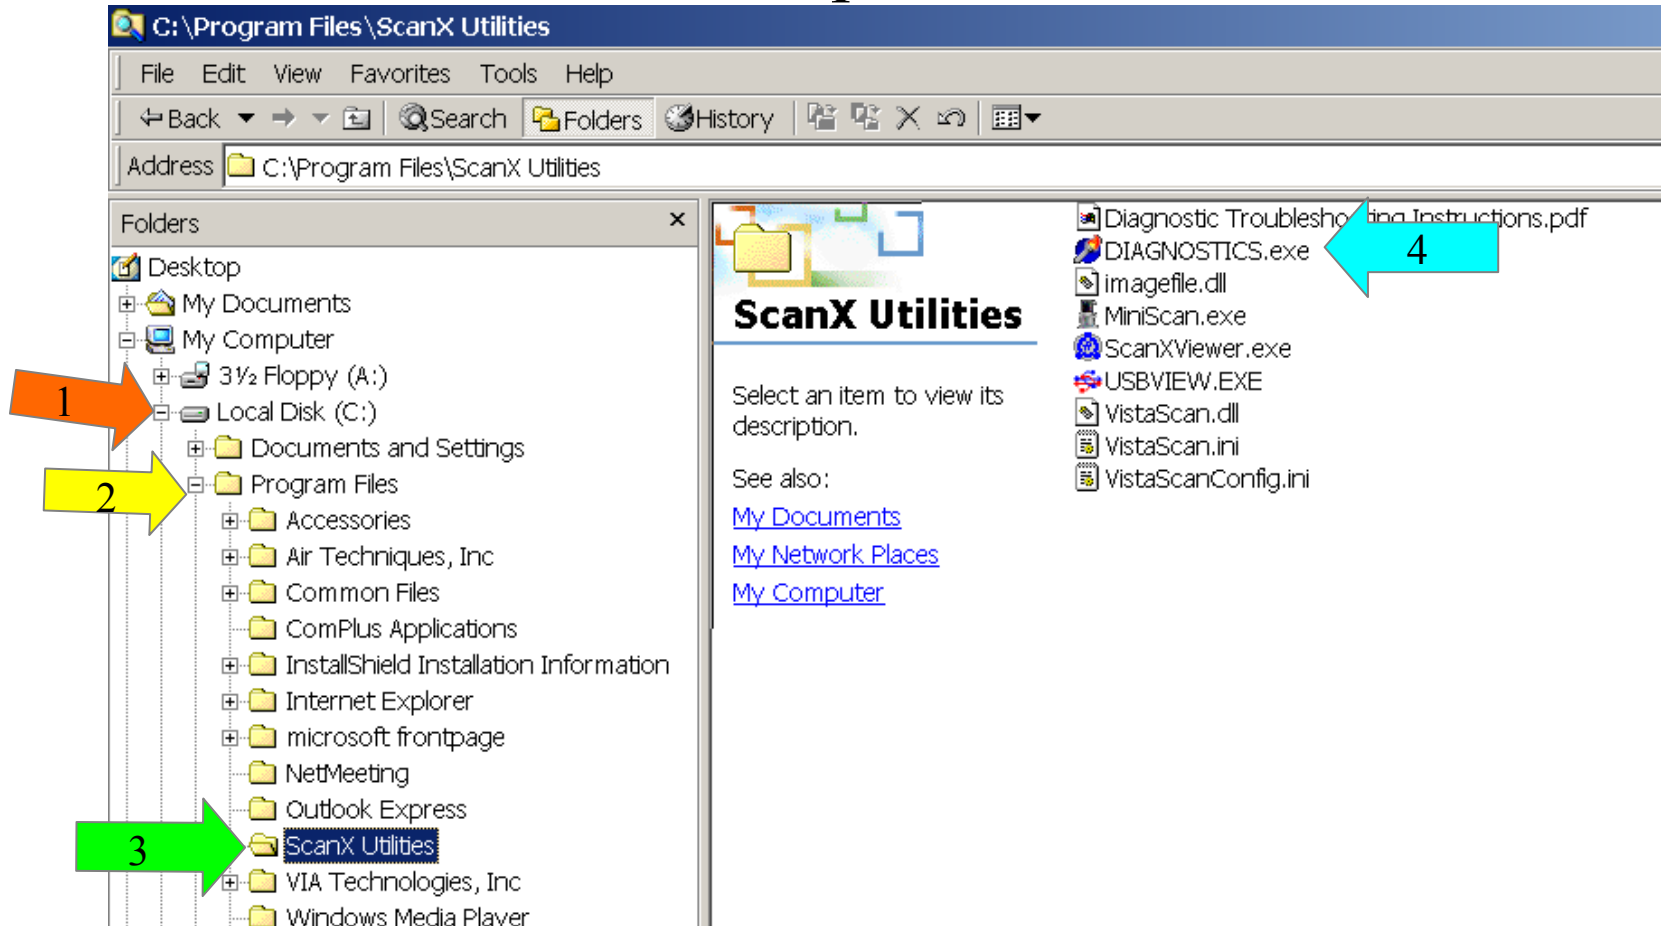 C:\Program Files\ScanX Utilities
File Edit View Favorites Tools Help
Back Search Folders History
Address C:\Program Files\ScanX Utilities
Folders ×
Desktop
My Documents
My Computer
3½ Floppy (A:)
1
Local Disk (C:)
Documents and Settings
2
Program Files
Accessories
Air Techniques, Inc
Common Files
ComPlus Applications
InstallShield Installation Information
Internet Explorer
microsoft frontpage
NetMeeting
Outlook Express
3
ScanX Utilities
VIA Technologies, Inc
Windows Media Player
ScanX Utilities
Select an item to view its
description.
See also:
My Documents
My Network Places
My Computer
Diagnostic Troubleshooting Instructions.pdf
DIAGNOSTICS.exe
4
imagefile.dll
MiniScan.exe
ScanXViewer.exe
USBVIEW.EXE
VistaScan.dll
VistaScan.ini
VistaScanConfig.ini